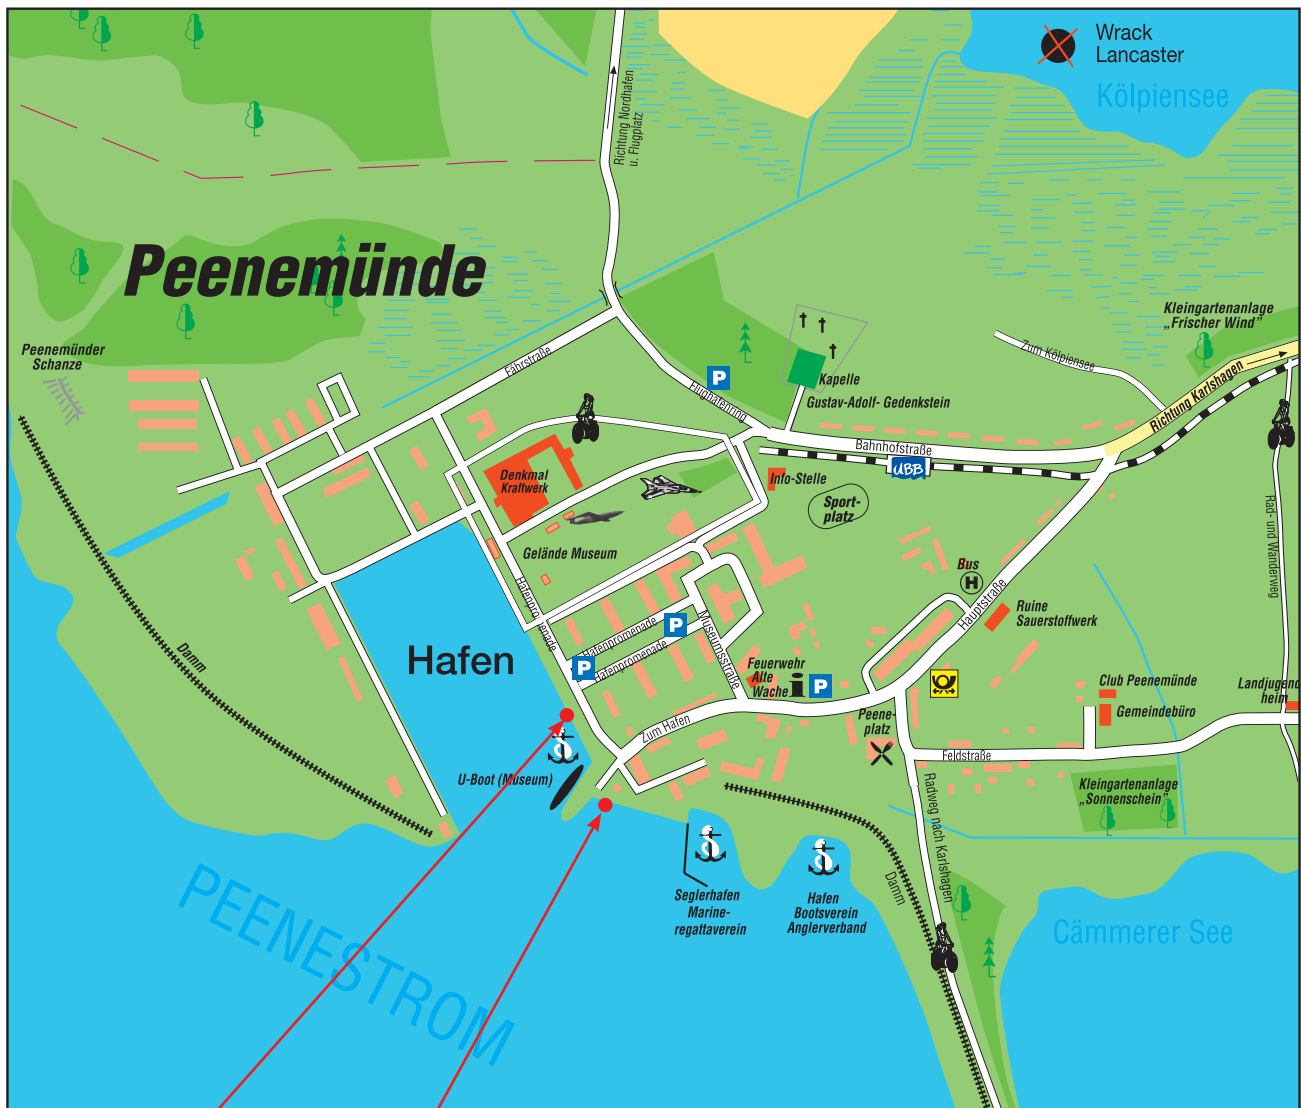 Wrack
Lancaster
Kölpiensee
Richtung Nordhafen
u. Flugplatz
Peenemünde
Kleingartenanlage
„Frischer Wind”
Peenemünder
Schanze
Zum Kölpiensee
Fährstraße
P
Kapelle
Richtung Karlshagen
Flughafenring
Gustav-Adolf- Gedenkstein
Bahnhofstraße
UBB
Denkmal
Kraftwerk
Info-Stelle
Sport-
platz
Rad- und Wanderweg
Gelände Museum
Bus
H
Hafenpromenade
Hauptstraße
Ruine
Sauerstoffwerk
P
Hafenpromenade
Museumsstraße
Damm
Hafen
P
Hafenpromenade
Feuerwehr
Alte
Wache
P
Club Peenemünde
Landjugend
heim
Gemeindebüro
Peene-
platz
Zum Hafen
Feldstraße
U-Boot (Museum)
Kleingartenanlage
„Sonnenschein”
Radweg nach Karlshagen
Damm
Seglerhafen
Marine-
regattaverein
Hafen
Bootsverein
Anglerverband
PEENESTROM
Cämmerer See